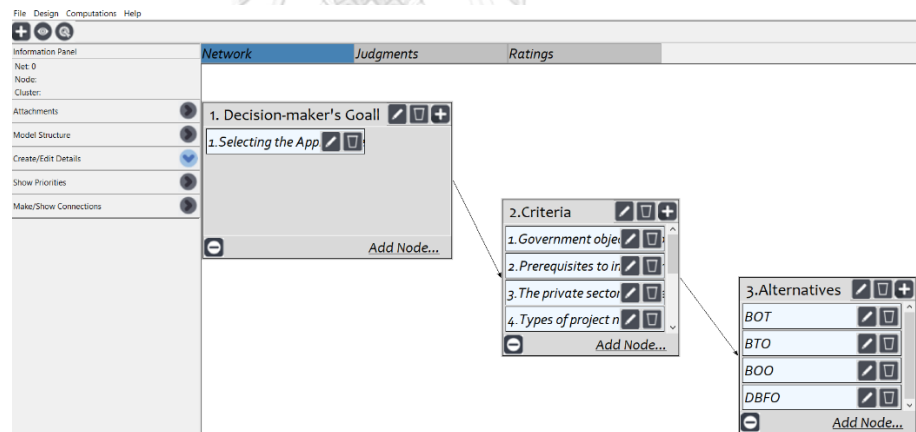 File Design Computations Help
Information Panel
Net: 0
Node:
Cluster:
Attachments
Model Structure
Create/Edit Details
Show Priorities
Make/Show Connections
Network Judgments Ratings
1. Decision-maker's Goall
1.Selecting the App
Add Node...
2.Criteria
1.Government obje
2.Prerequisites to in
3.The private sector
4.Types of project n
Add Node...
3.Alternatives
BOT
BTO
BOO
DBFO
Add Node...